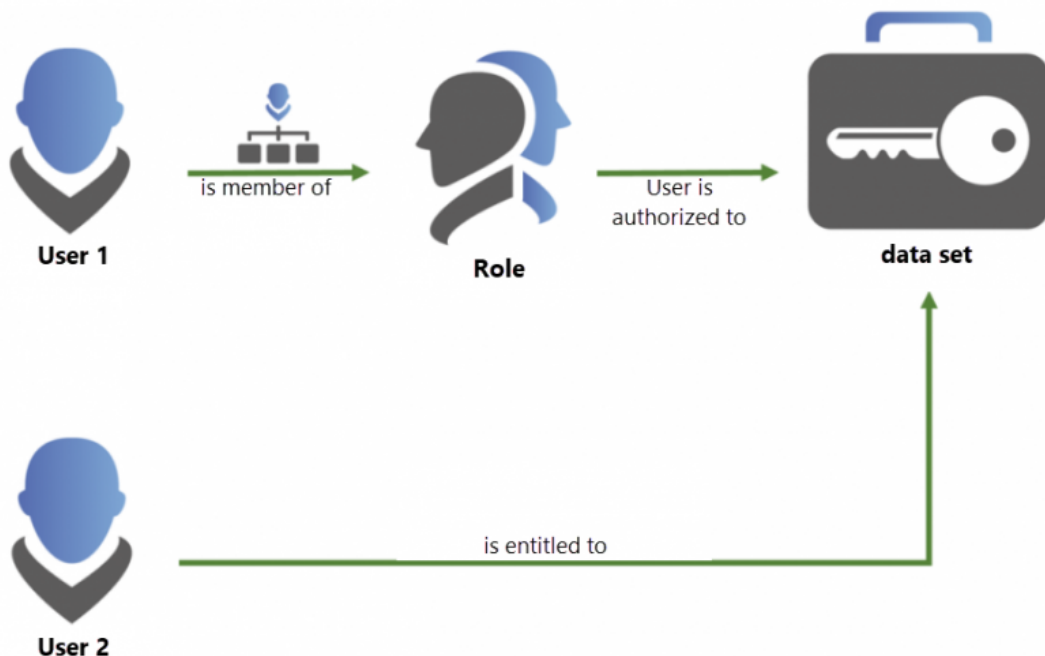 is member of
User is
authorized to
User 1
Role
data set
is entitled to
User 2